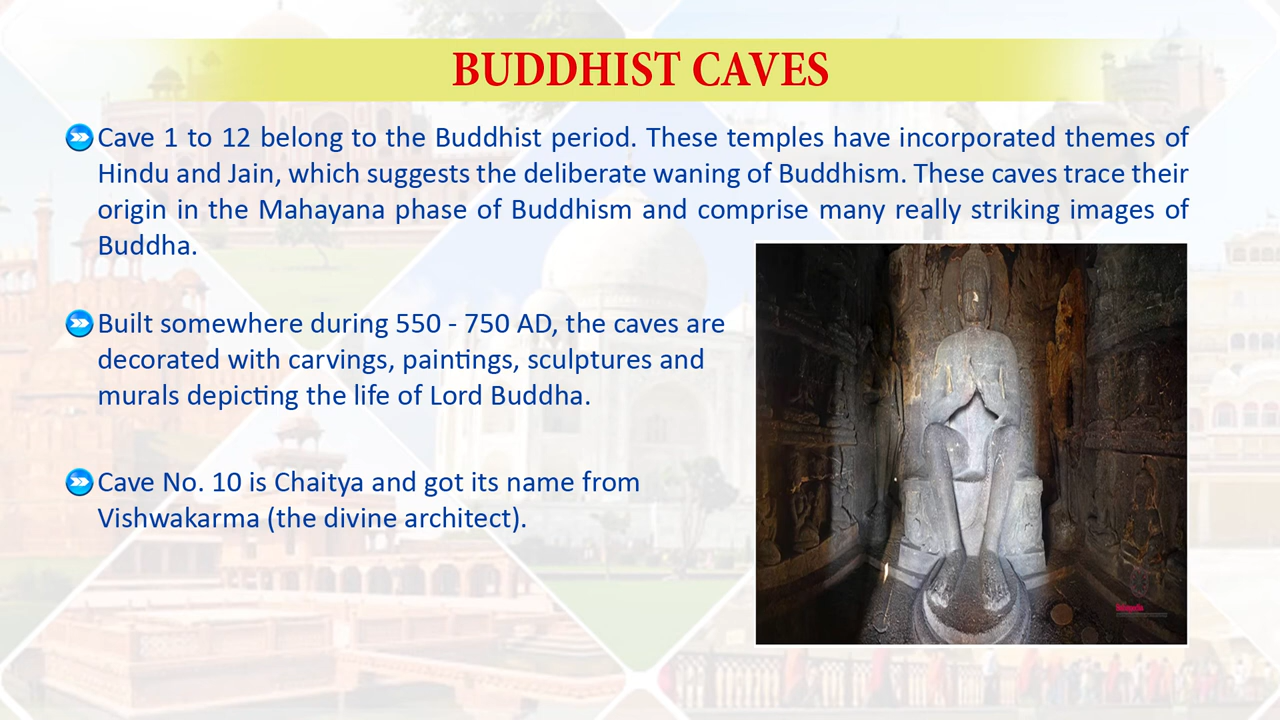 BUDDHIST CAVES
Cave 1 to 12 belong to the Buddhist period. These temples have incorporated themes of
Hindu and Jain, which suggests the deliberate waning of Buddhism. These caves trace their
origin in the Mahayana phase of Buddhism and comprise many really striking images of
Buddha.
Built somewhere during 550 - 750 AD, the caves are
decorated with carvings, paintings, sculptures and
murals depicting the life of Lord Buddha.
Cave No. 10 is Chaitya and got its name from
Vishwakarma (the divine architect).